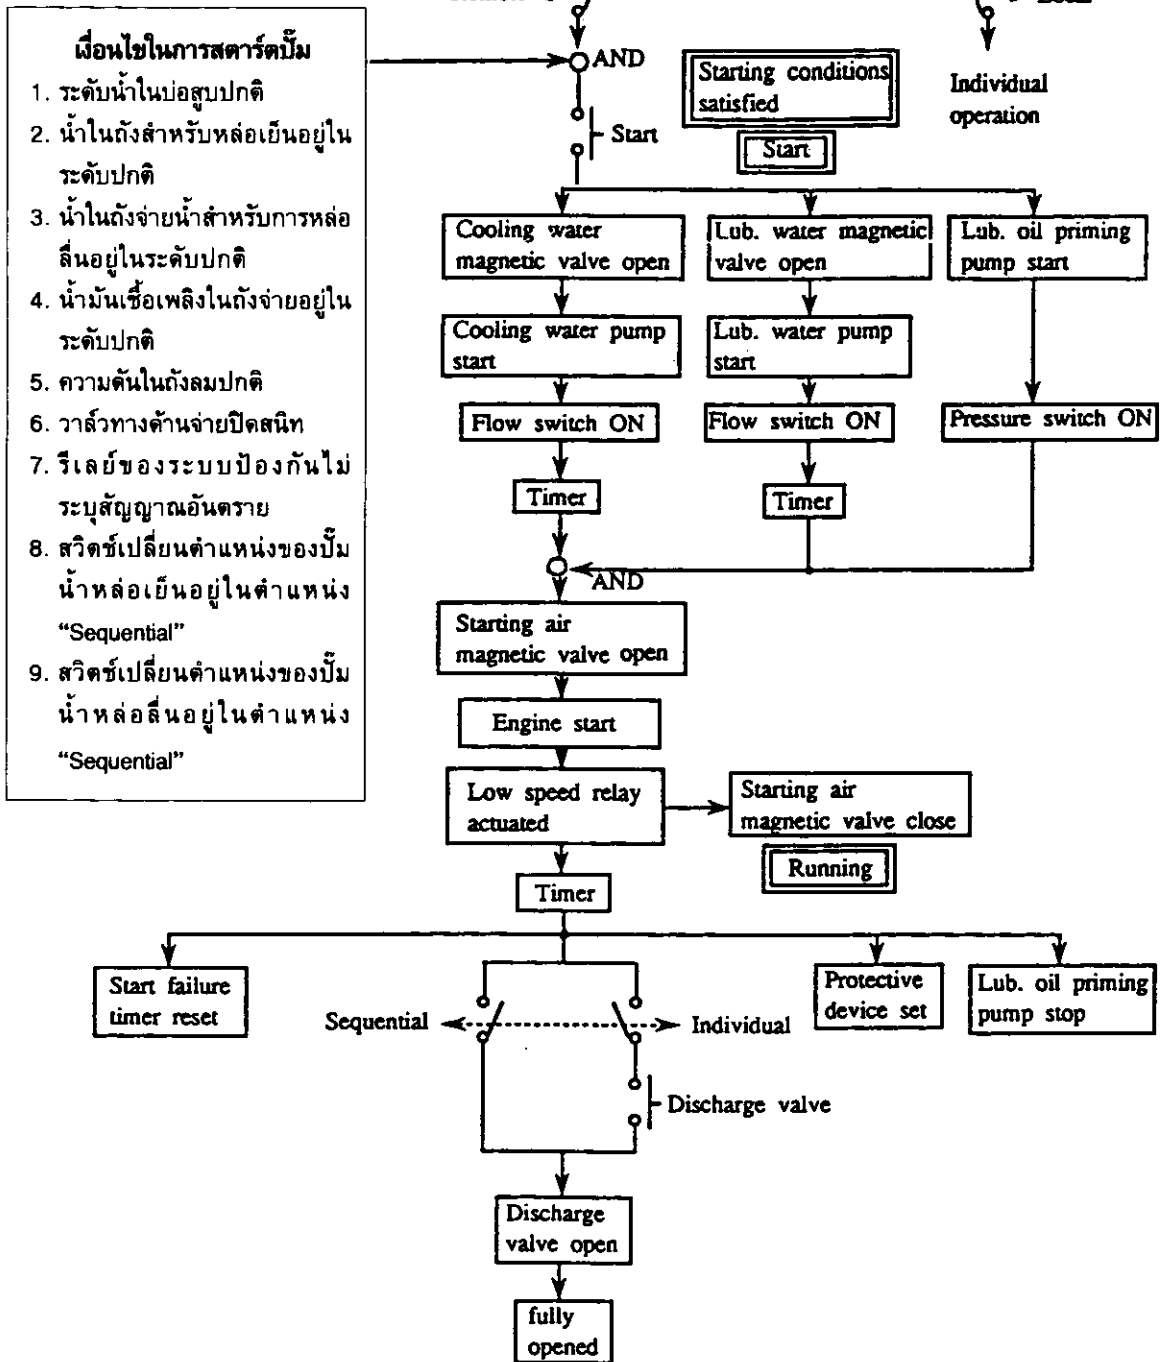 เงื่อนไขในการสตาร์ตปั๊ม
1. ระดับน้ำในบ่อสูบปกติ
2. น้ำในถังสำหรับหล่อเย็นอยู่ใน
ระดับปกติ
3. น้ำในถังจ่ายน้ำสำหรับการหล่อ
ลื่นอยู่ในระดับปกติ
4. น้ำมันเชื้อเพลิงในถังจ่ายอยู่ใน
ระดับปกติ
5. ความดันในถังลมปกติ
6. วาล์วทางด้านจ่ายปิดสนิท
7. รีเลย์ของระบบป้องกันไม่
ระบุสัญญาณอันตราย
8. สวิตช์เปลี่ยนตำแหน่งของปั๊ม
น้ำหล่อเย็นอยู่ในตำแหน่ง
“Sequential”
9. สวิตช์เปลี่ยนตำแหน่งของปั๊ม
น้ำหล่อลื่นอยู่ในตำแหน่ง
“Sequential”
AND
Start
Starting conditions
satisfied
Start
Individual
operation
Cooling water
magnetic valve open
Lub. water magnetic
valve open
Lub. oil priming
pump start
Cooling water pump
start
Lub. water pump
start
Flow switch ON
Flow switch ON
Pressure switch ON
Timer
Timer
AND
Starting air
magnetic valve open
Engine start
Low speed relay
actuated
Starting air
magnetic valve close
Running
Timer
Start failure
timer reset
Sequential
Individual
Protective
device set
Lub. oil priming
pump stop
Discharge valve
Discharge
valve open
fully
opened